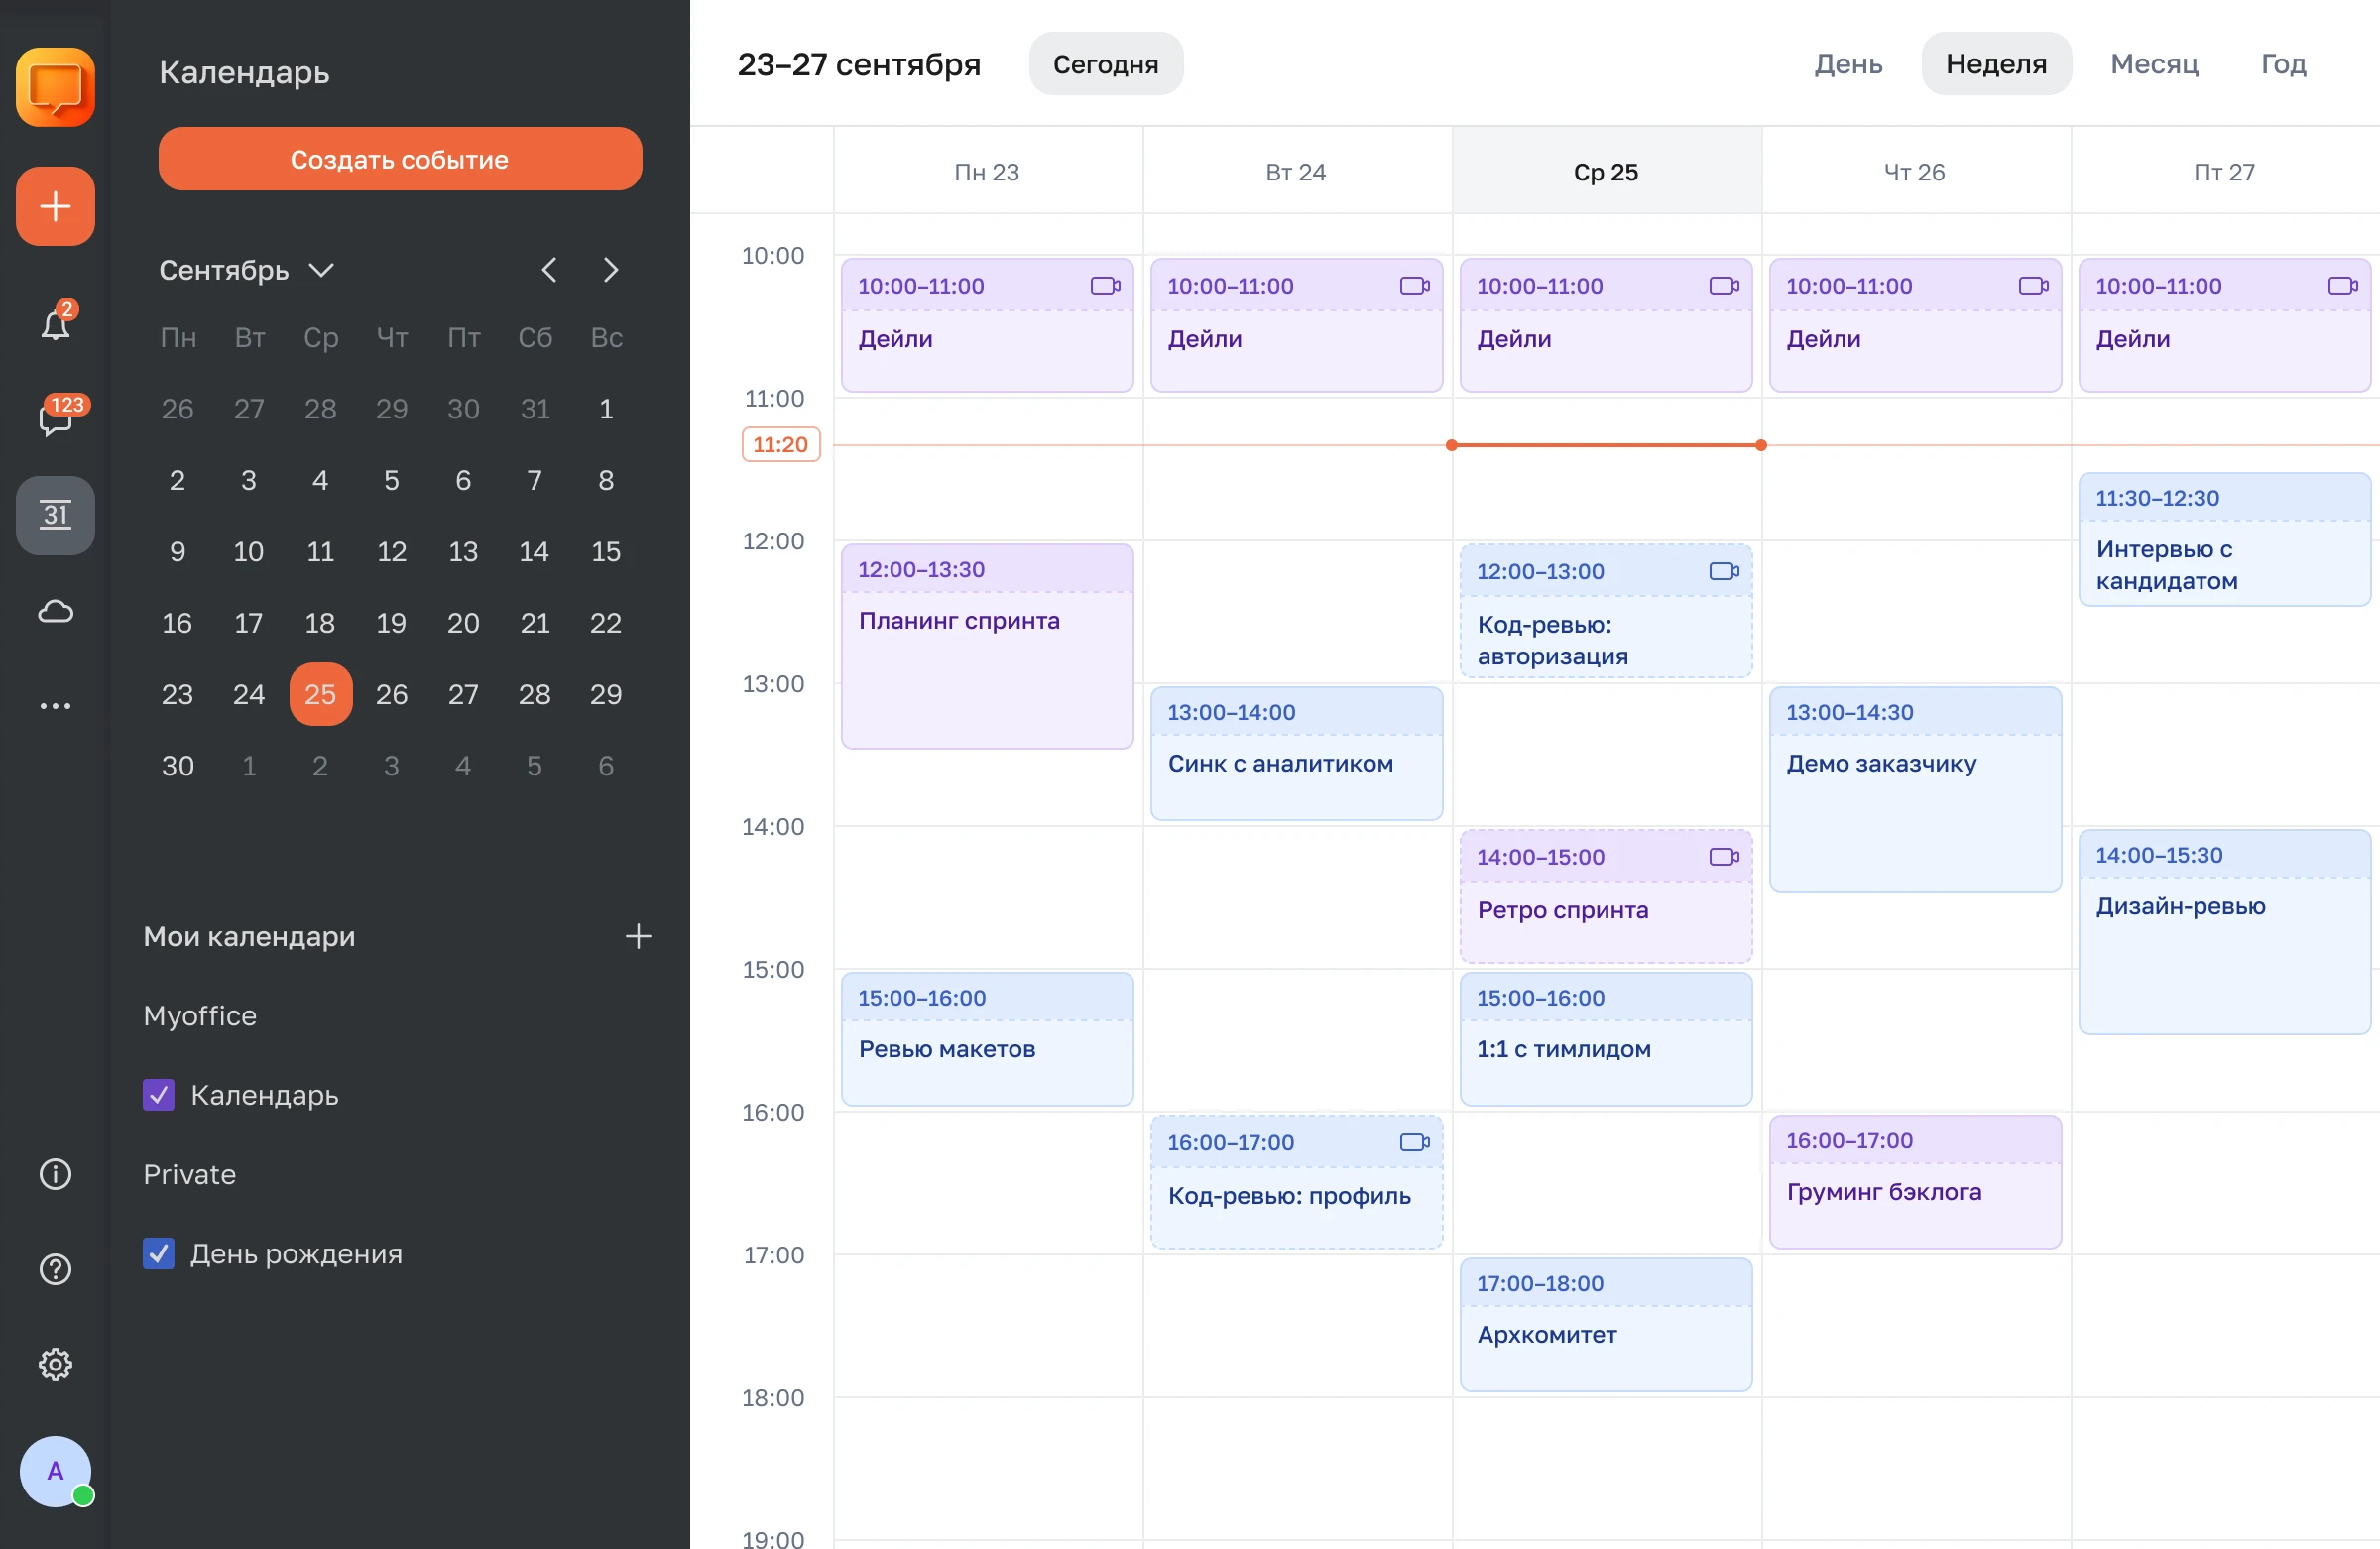 Календарь
Создать событие
2
123
31
Сентябрь
Пн Вт Ср Чт Пт Сб Вс
26 27 28 29 30 31 1
2 3 4 5 6 7 8
9 10 11 12 13 14 15
16 17 18 19 20 21 22
23 24 25 26 27 28 29
30 1 2 3 4 5 6
Мои календари
Myoffice
Календарь
Private
День рождения
A
23–27 сентября
Сегодня
День Неделя Месяц Год
Пн 23 Вт 24 Ср 25 Чт 26 Пт 27
10:00
11:00
11:20
12:00
13:00
14:00
15:00
16:00
17:00
18:00
19:00
10:00–11:00
Дейли
12:00–13:30
Планинг спринта
15:00–16:00
Ревью макетов
10:00–11:00
Дейли
13:00–14:00
Синк с аналитиком
16:00–17:00
Код-ревью: профиль
10:00–11:00
Дейли
12:00–13:00
Код-ревью:
авторизация
14:00–15:00
Ретро спринта
15:00–16:00
1:1 с тимлидом
17:00–18:00
Архкомитет
10:00–11:00
Дейли
13:00–14:30
Демо заказчику
16:00–17:00
Груминг бэклога
10:00–11:00
Дейли
11:30–12:30
Интервью с
кандидатом
14:00–15:30
Дизайн-ревью